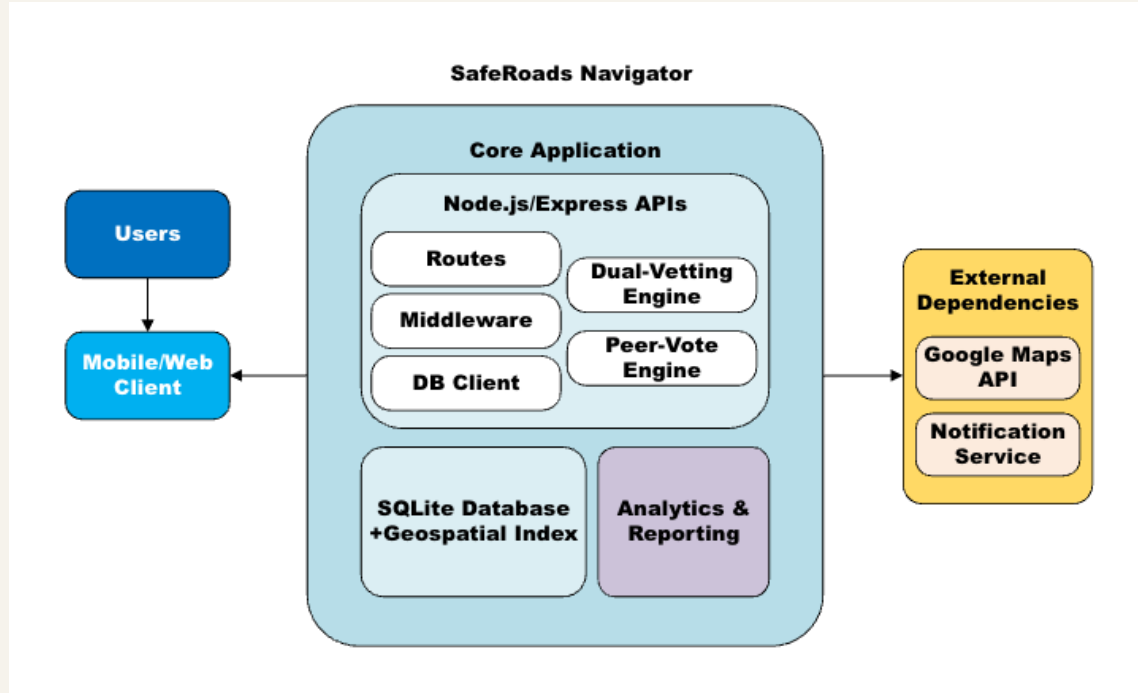 SafeRoads Navigator
Core Application
Node.js/Express APIs
Users
Routes
Dual-Vetting
Engine
Middleware
Peer-Vote
Engine
DB Client
Mobile/Web
Client
External
Dependencies
Google Maps
API
Notification
Service
SQLite Database
+Geospatial Index
Analytics &
Reporting